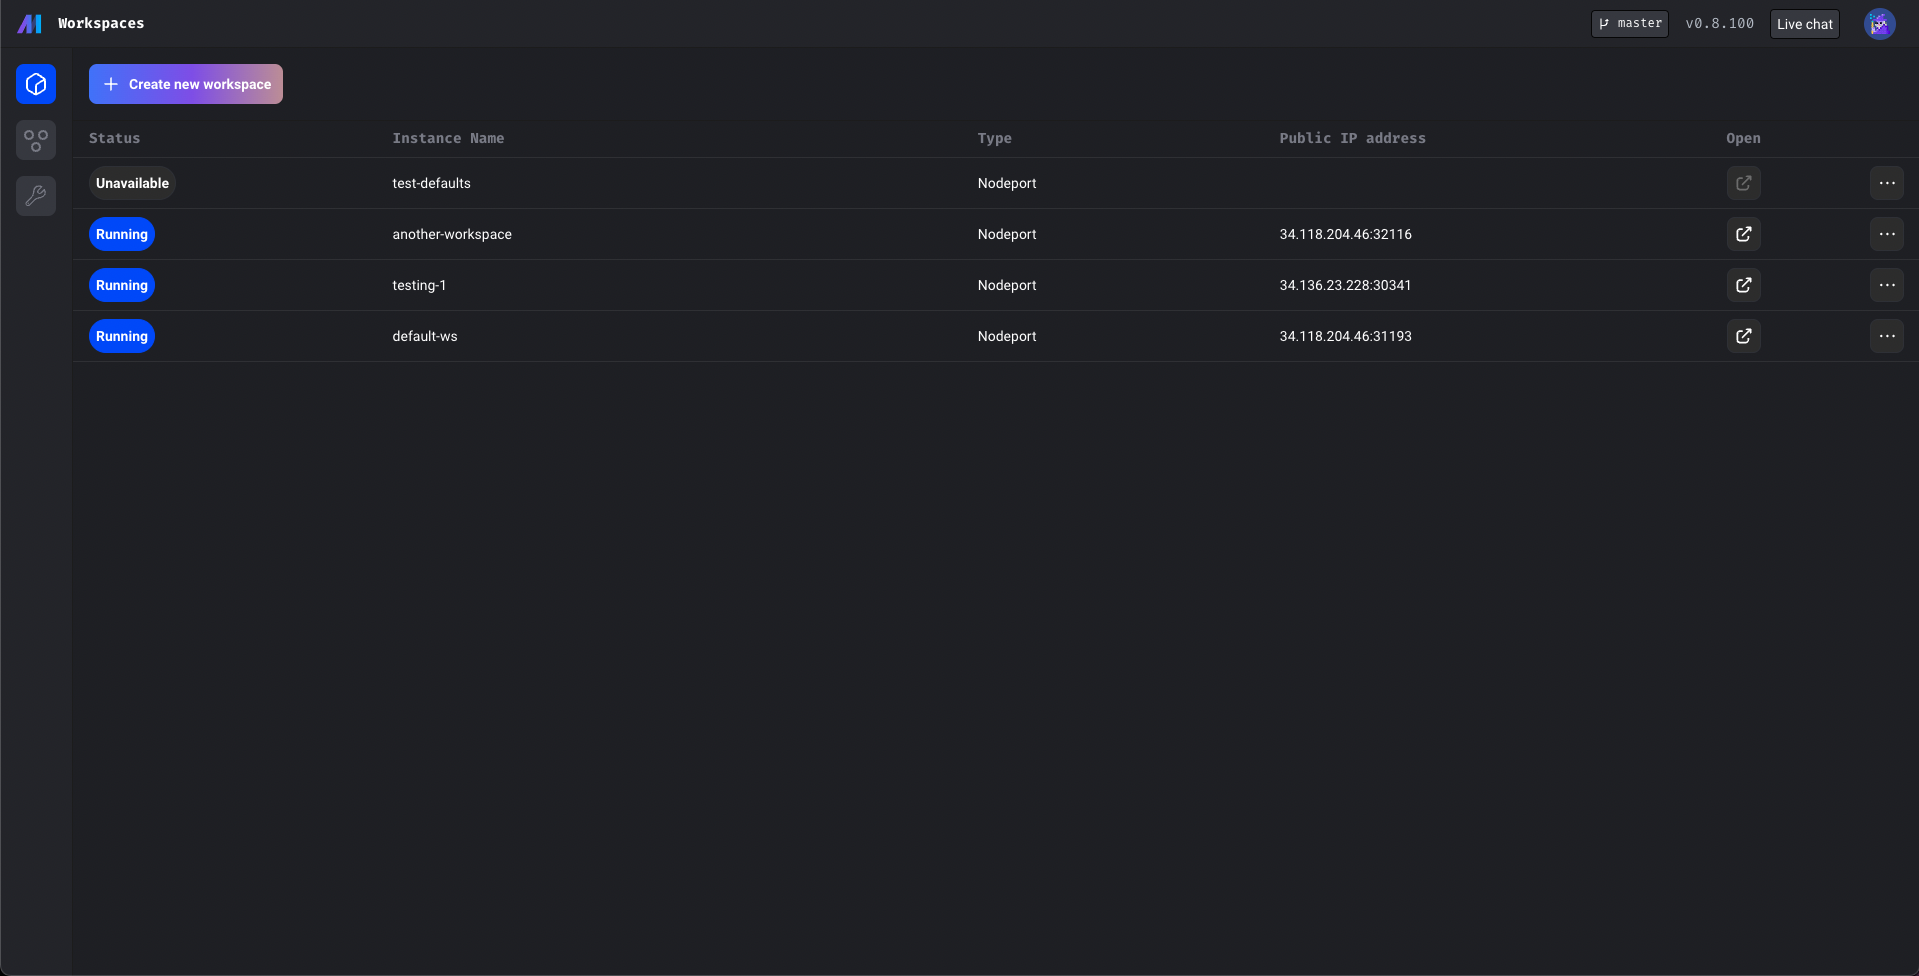 Workspaces
master v0.8.100 Live chat
Create new workspace
Status Instance Name Type Public IP address Open
Unavailable test-defaults Nodeport
Running another-workspace Nodeport 34.118.204.46:32116
Running testing-1 Nodeport 34.136.23.228:30341
Running default-ws Nodeport 34.118.204.46:31193